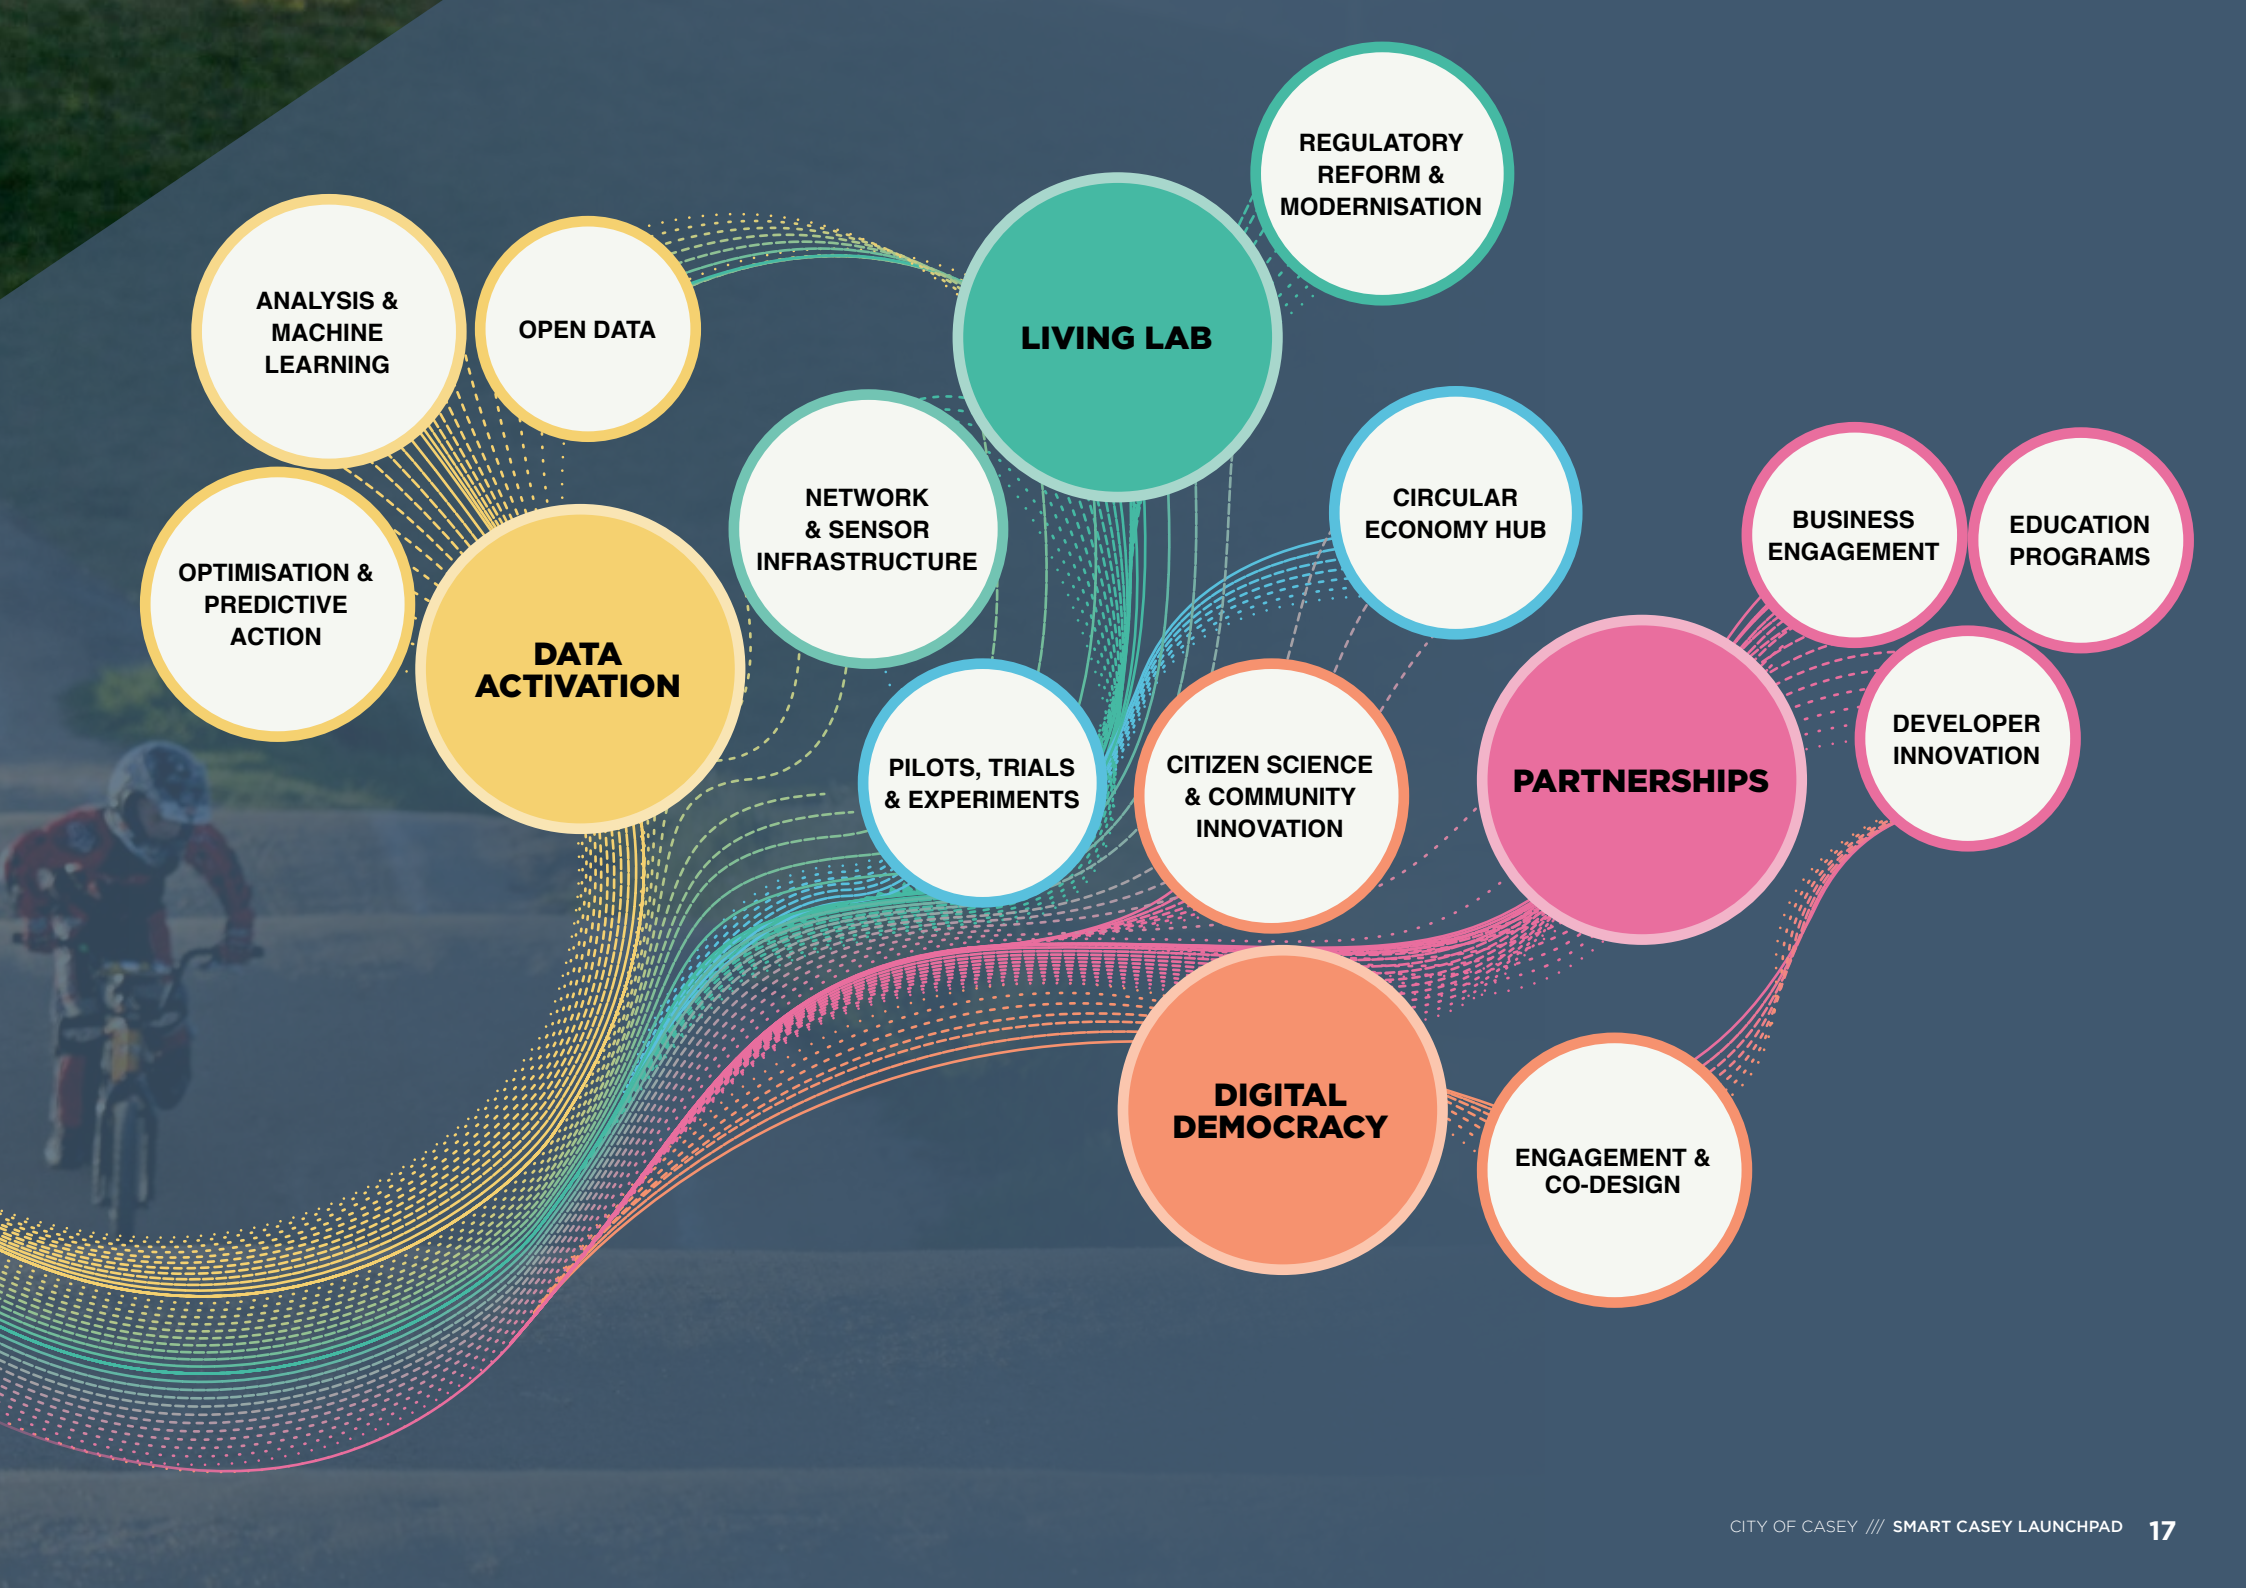 REGULATORY
REFORM &
MODERNISATION
ANALYSIS &
MACHINE
LEARNING
OPEN DATA
LIVING LAB
NETWORK
& SENSOR
INFRASTRUCTURE
CIRCULAR
ECONOMY HUB
BUSINESS
ENGAGEMENT
EDUCATION
PROGRAMS
OPTIMISATION &
PREDICTIVE
ACTION
DATA
ACTIVATION
PILOTS, TRIALS
& EXPERIMENTS
CITIZEN SCIENCE
& COMMUNITY
INNOVATION
PARTNERSHIPS
DEVELOPER
INNOVATION
DIGITAL
DEMOCRACY
ENGAGEMENT &
CO-DESIGN
CITY OF CASEY /// SMART CASEY LAUNCHPAD 17